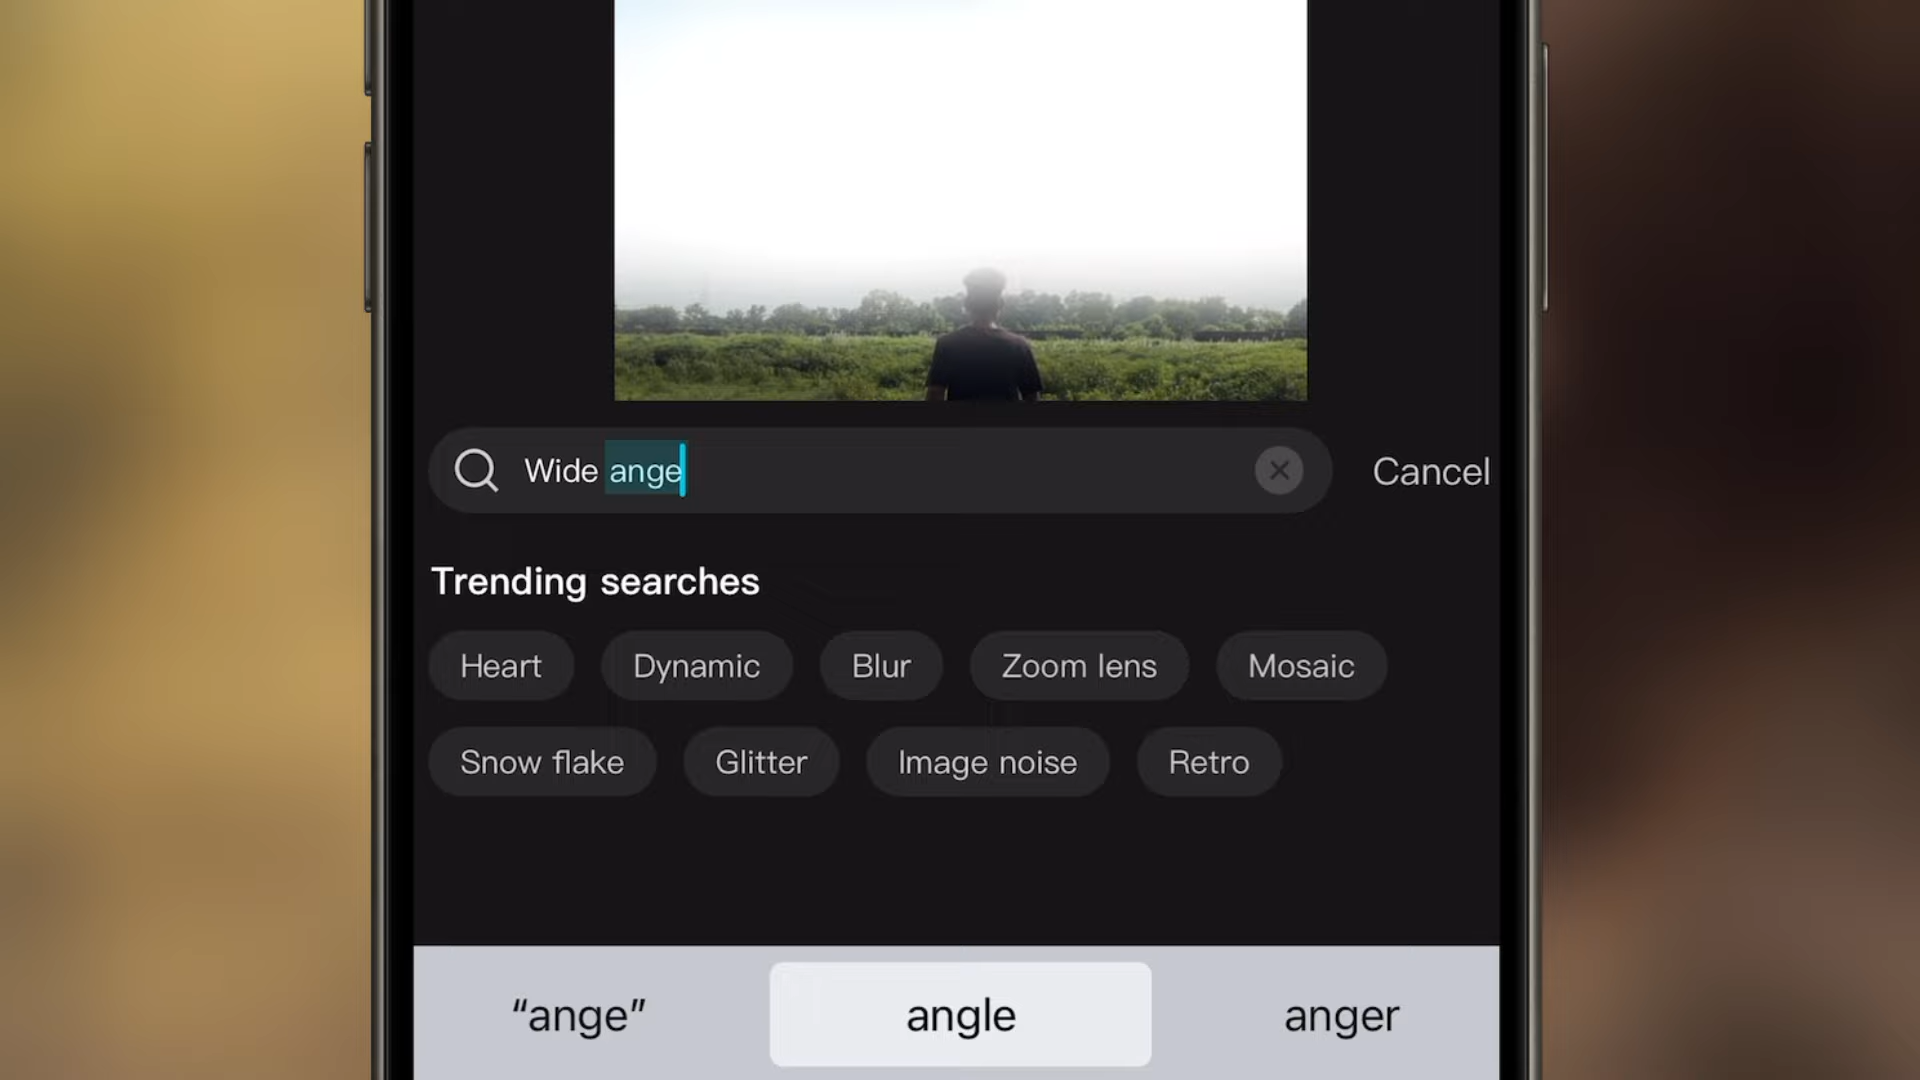 Wide ange
Cancel
Trending searches
Heart
Dynamic
Blur
Zoom lens
Mosaic
Snow flake
Glitter
Image noise
Retro
“ange”
angle
anger